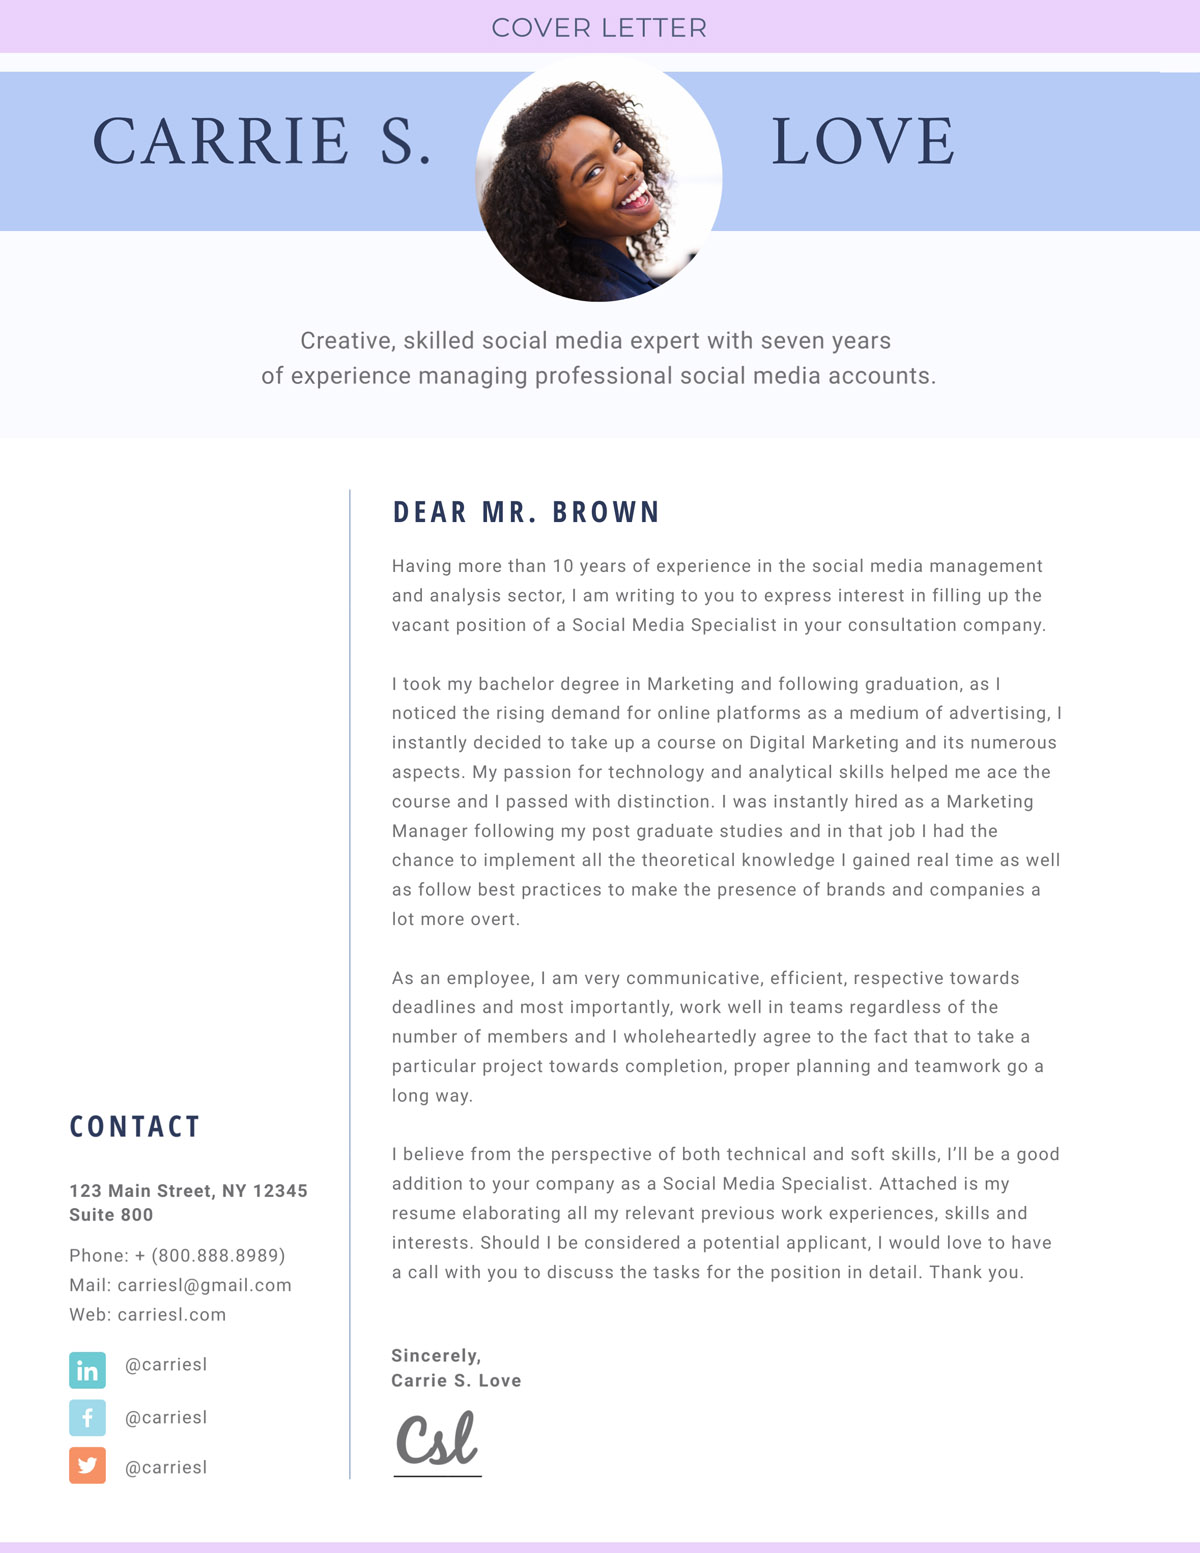 COVER LETTER
CARRIE S. LOVE
Creative, skilled social media expert with seven years
of experience managing professional social media accounts.
DEAR MR. BROWN
Having more than 10 years of experience in the social media management
and analysis sector, I am writing to you to express interest in filling up the
vacant position of a Social Media Specialist in your consultation company.
I took my bachelor degree in Marketing and following graduation, as I
noticed the rising demand for online platforms as a medium of advertising, I
instantly decided to take up a course on Digital Marketing and its numerous
aspects. My passion for technology and analytical skills helped me ace the
course and I passed with distinction. I was instantly hired as a Marketing
Manager following my post graduate studies and in that job I had the
chance to implement all the theoretical knowledge I gained real time as well
as follow best practices to make the presence of brands and companies a
lot more overt.
As an employee, I am very communicative, efficient, respective towards
deadlines and most importantly, work well in teams regardless of the
number of members and I wholeheartedly agree to the fact that to take a
particular project towards completion, proper planning and teamwork go a
long way.
I believe from the perspective of both technical and soft skills, I’ll be a good
addition to your company as a Social Media Specialist. Attached is my
resume elaborating all my relevant previous work experiences, skills and
interests. Should I be considered a potential applicant, I would love to have
a call with you to discuss the tasks for the position in detail. Thank you.
Sincerely,
Carrie S. Love
Csl
CONTACT
123 Main Street, NY 12345
Suite 800
Phone: + (800.888.8989)
Mail: carriesl@gmail.com
Web: carriesl.com
in @carriesl
f @carriesl
@carriesl